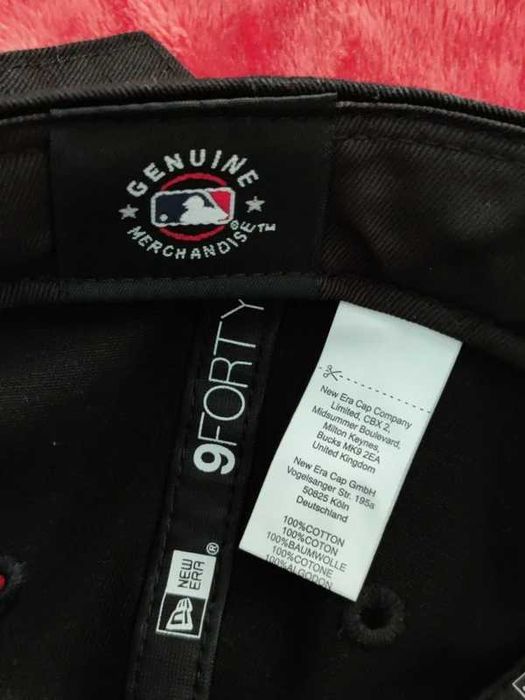 GENUINE
MERCHANDISE™
9FORTY
NEW ERA®
New Era Cap Company
Limited, CBX 2,
Midsummer Boulevard,
Milton Keynes,
Bucks MK9 2EA
United Kingdom
New Era Cap GmbH
Vogelsanger Str. 195a
50825 Köln
Deutschland
100%COTTON
100%COTON
100%BAUMWOLLE
100%COTONE
100%ALGODON